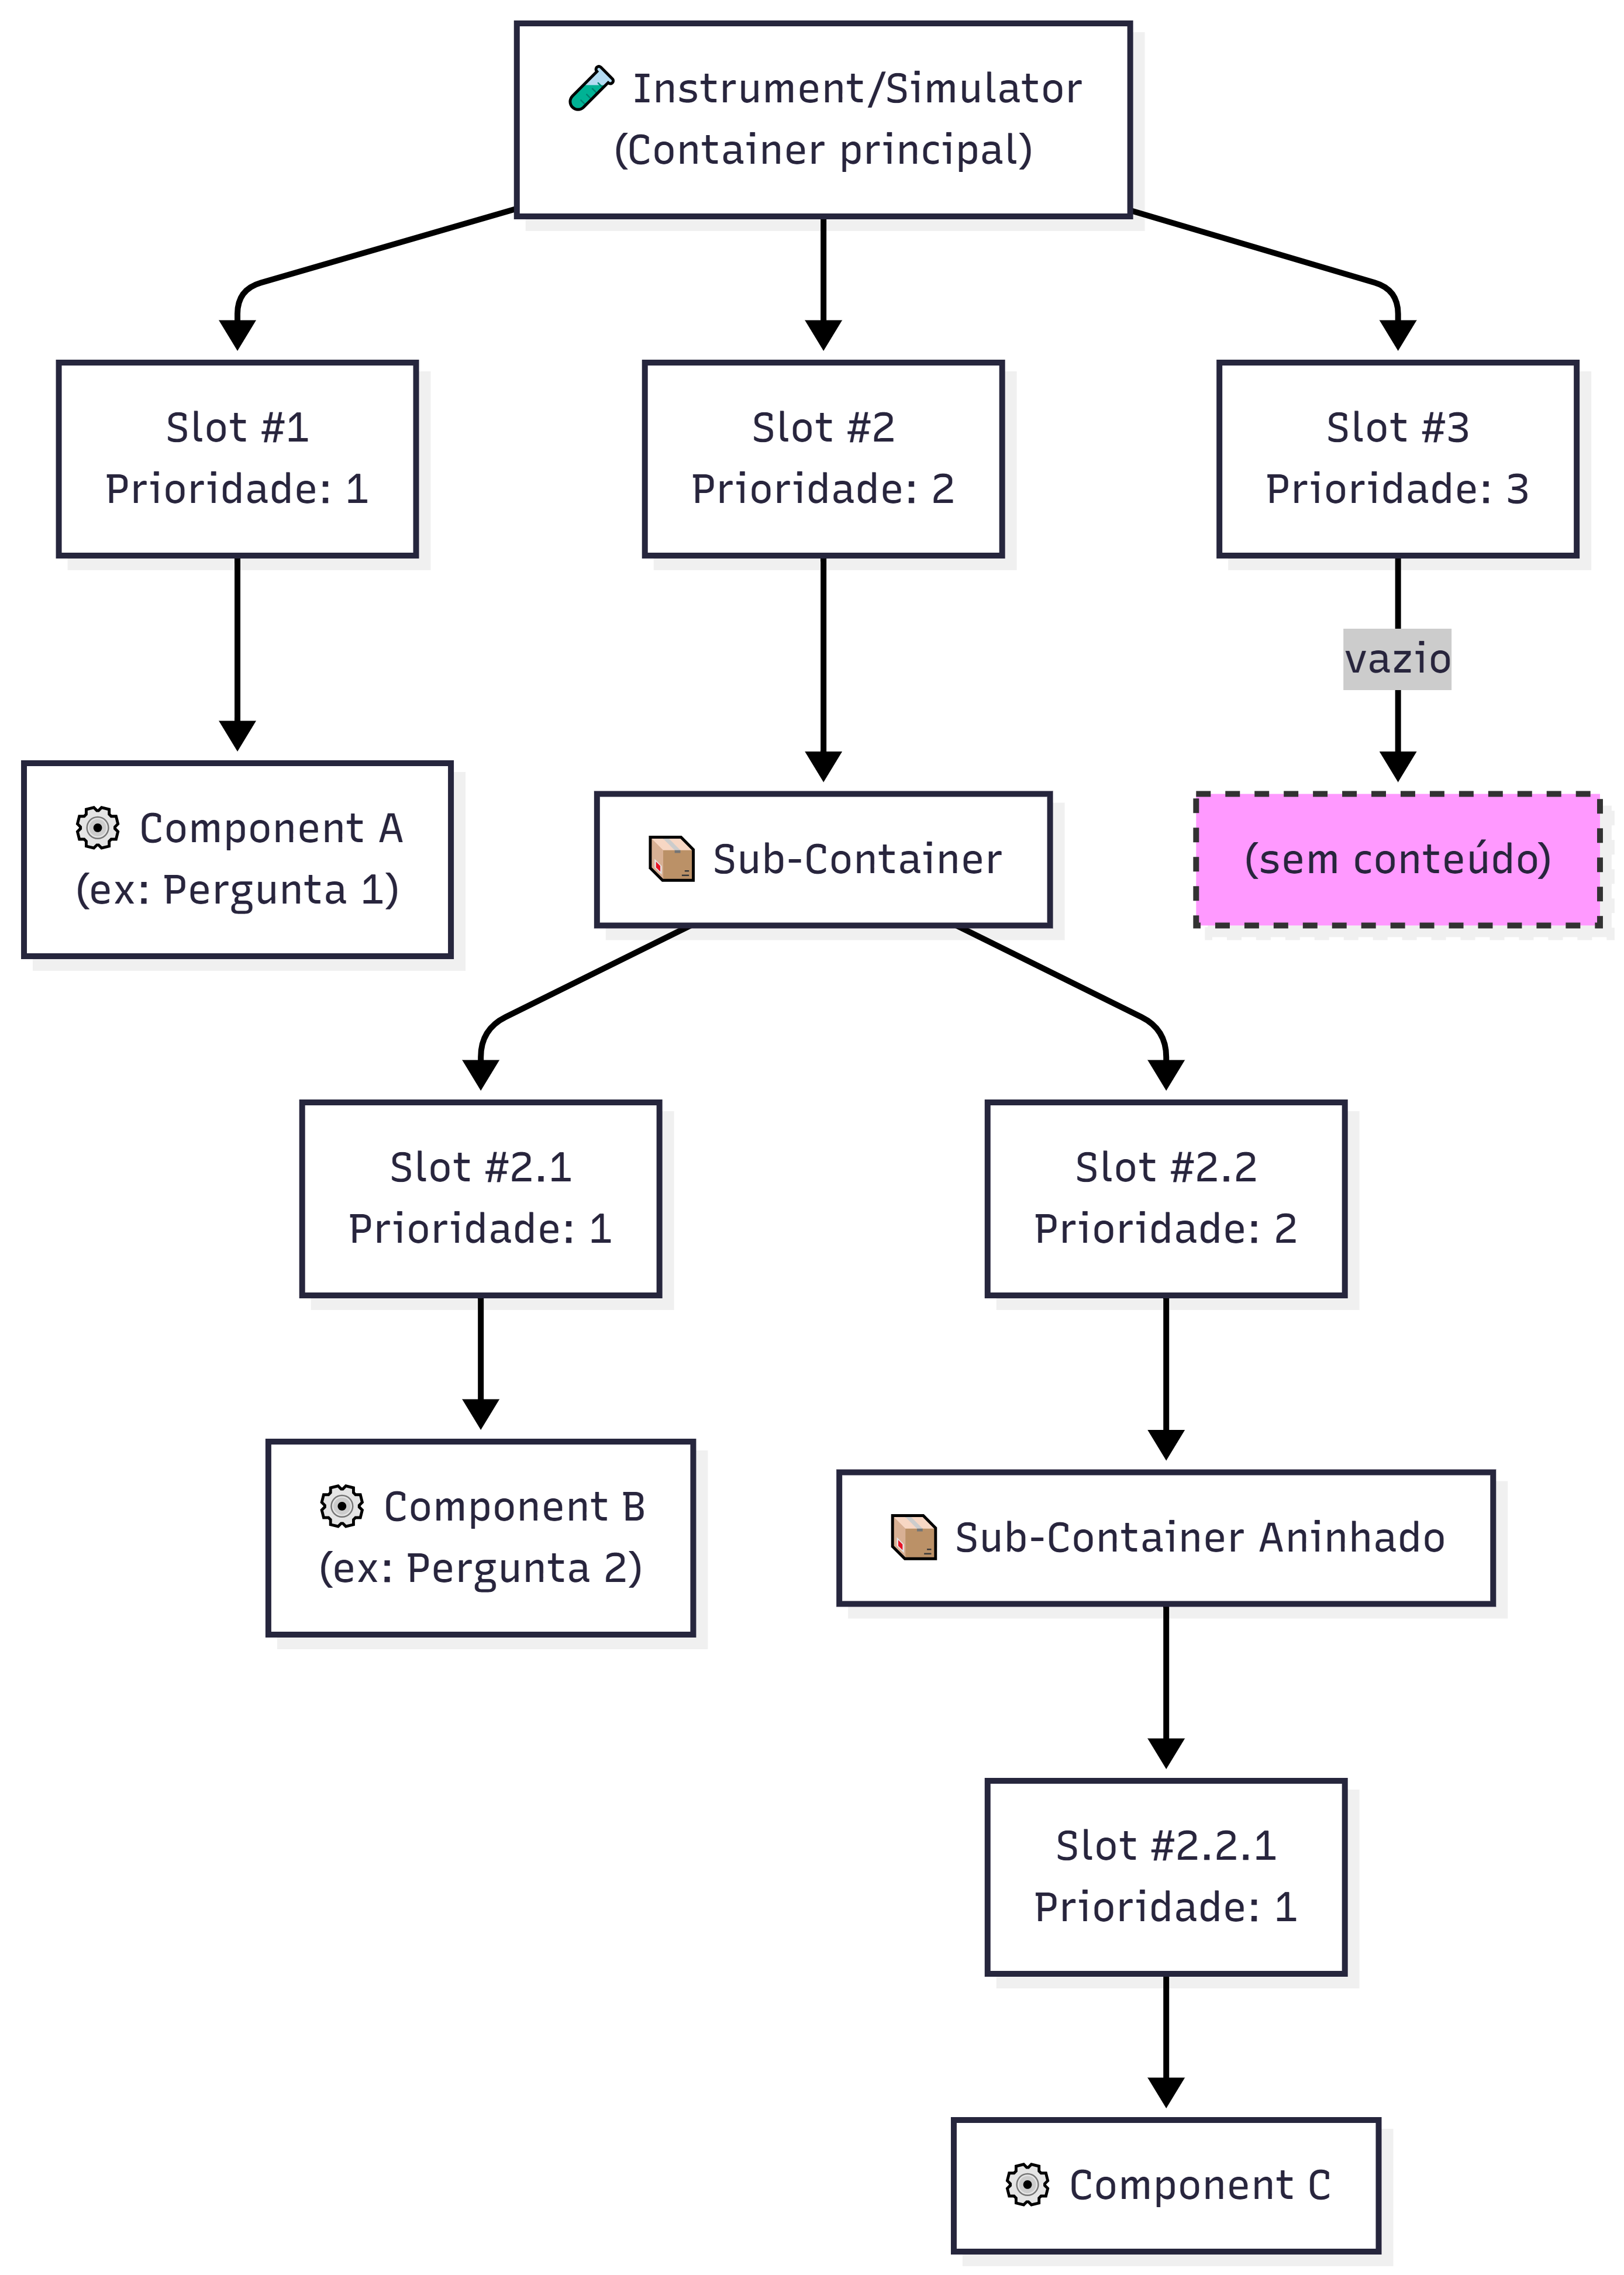 Instrument/Simulator
(Container principal)
Slot #1
Prioridade: 1
Slot #2
Prioridade: 2
Slot #3
Prioridade: 3
vazio
Component A
(ex: Pergunta 1)
Sub-Container
(sem conteúdo)
Slot #2.1
Prioridade: 1
Slot #2.2
Prioridade: 2
Component B
(ex: Pergunta 2)
Sub-Container Aninhado
Slot #2.2.1
Prioridade: 1
Component C